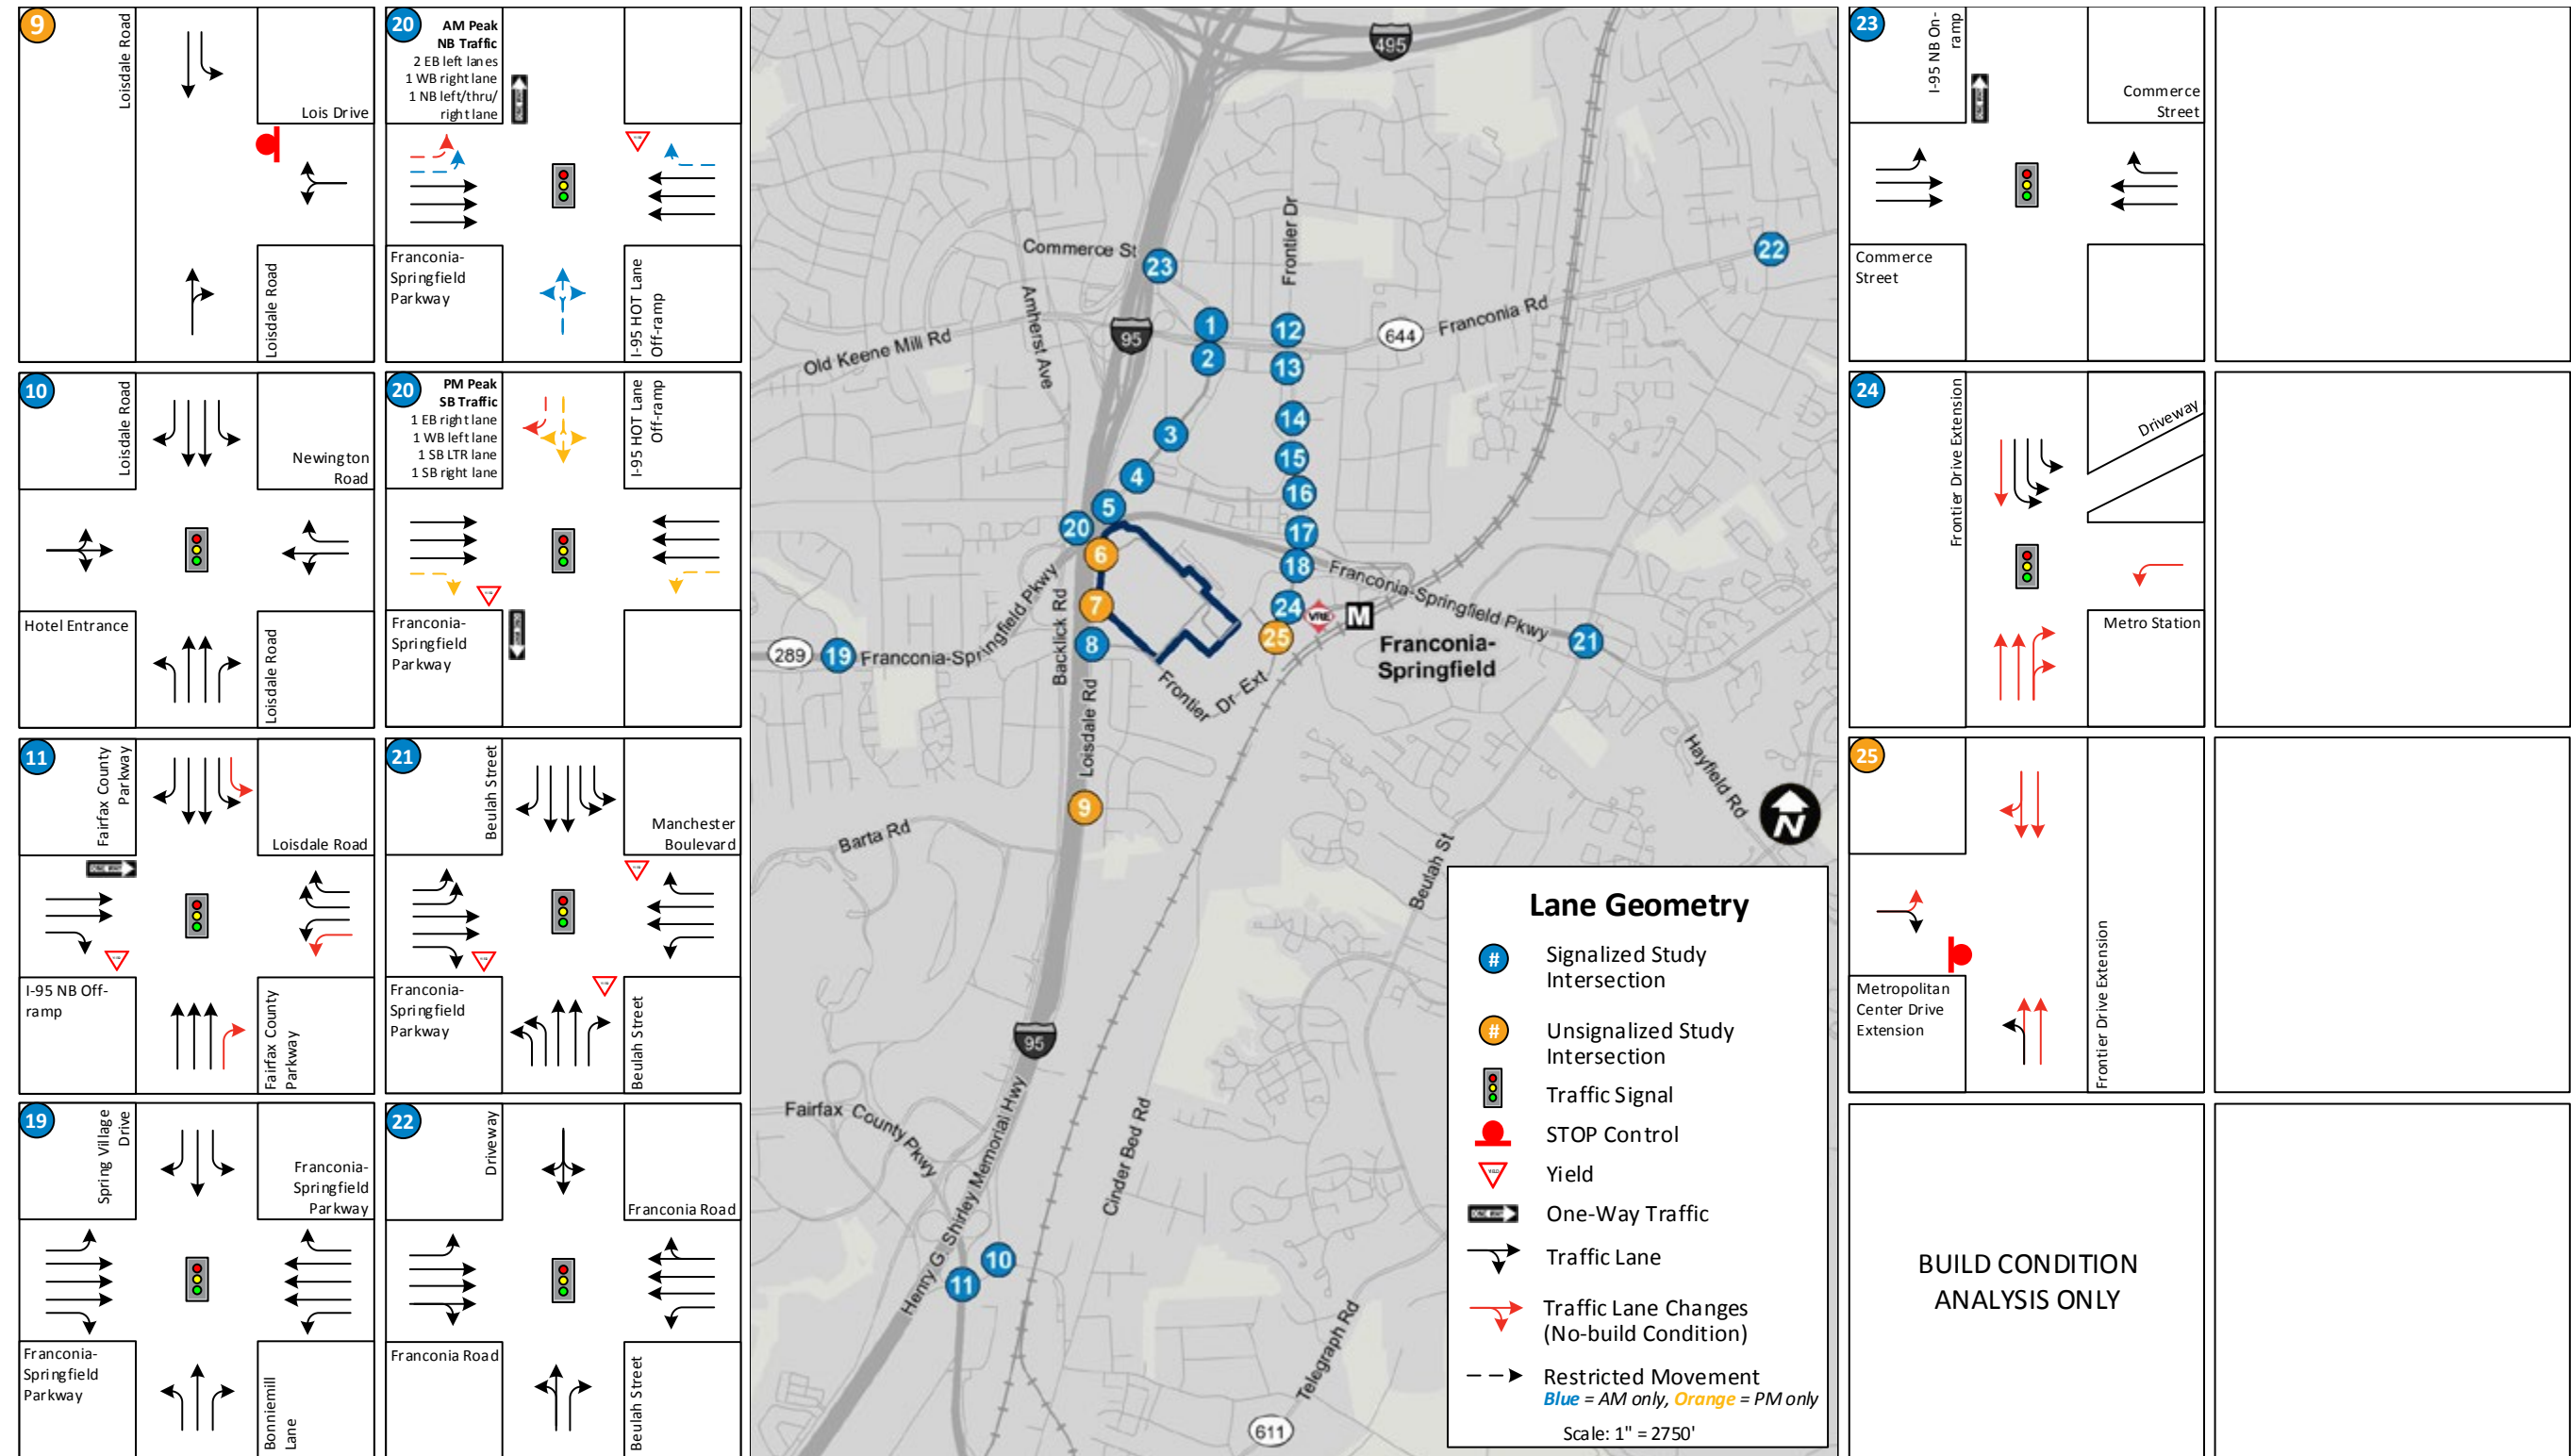 9
Loisdale Road
Lois Drive
Loisdale Road
20
AM Peak
NB Traffic
2 EB left lanes
1 WB right lane
1 NB left/thru/
right lane
Franconia-
Springfield
Parkway
I-95 HOT Lane
Off-ramp
10
Loisdale Road
Newington
Road
Hotel Entrance
Loisdale Road
20
PM Peak
SB Traffic
1 EB right lane
1 WB left lane
1 SB LTR lane
1 SB right lane
I-95 HOT Lane
Off-ramp
Franconia-
Springfield
Parkway
11
Fairfax County
Parkway
Loisdale Road
I-95 NB Off-
ramp
Fairfax County
Parkway
21
Beulah Street
Manchester
Boulevard
Franconia-
Springfield
Parkway
Beulah Street
19
Spring Village
Drive
Franconia-
Springfield
Parkway
Franconia-
Springfield
Parkway
Bonniemill
Lane
22
Driveway
Franconia Road
Franconia Road
Beulah Street
495
Commerce St
23
Frontier Dr
22
Amherst Ave
95
1
2
12
13
644
Franconia Rd
Old Keene Mill Rd
14
3
15
4
16
5
20
17
6
18
Franconia-Springfield Pkwy
7
24
VRE
M
25
8
21
289
19
Franconia-Springfield Pkwy
Backlick Rd
Franconia-
Springfield
Frontier Dr Ext
Loisdale Rd
Hayfield Rd
9
N
Barta Rd
Beulah St
95
Fairfax County Pkwy
Henry G. Shirley Memorial Hwy
Cinder Bed Rd
10
11
Telegraph Rd
611
Lane Geometry
#
Signalized Study
Intersection
#
Unsignalized Study
Intersection
Traffic Signal
STOP Control
Yield
One-Way Traffic
Traffic Lane
Traffic Lane Changes
(No-build Condition)
Restricted Movement
Blue = AM only, Orange = PM only
Scale: 1" = 2750'
23
I-95 NB On-
ramp
Commerce
Street
Commerce
Street
24
Frontier Drive Extension
Driveway
Metro Station
25
Metropolitan
Center Drive
Extension
Frontier Drive Extension
BUILD CONDITION
ANALYSIS ONLY